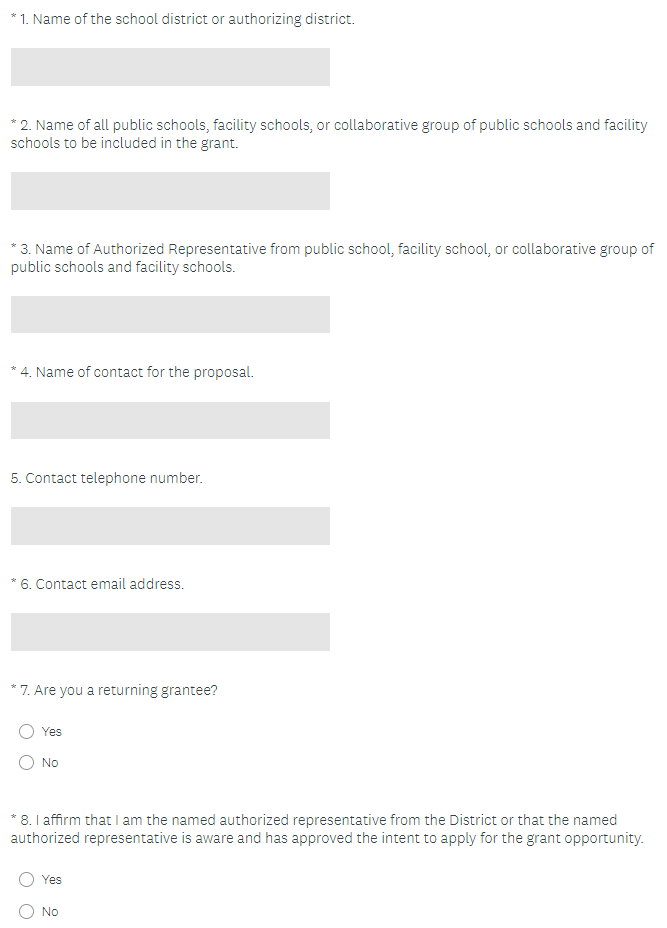 * 1. Name of the school district or authorizing district.
* 2. Name of all public schools, facility schools, or collaborative group of public schools and facility
schools to be included in the grant.
* 3. Name of Authorized Representative from public school, facility school, or collaborative group of
public schools and facility schools.
* 4. Name of contact for the proposal.
5. Contact telephone number.
* 6. Contact email address.
* 7. Are you a returning grantee?
Yes
No
* 8. I affirm that I am the named authorized representative from the District or that the named
authorized representative is aware and has approved the intent to apply for the grant opportunity.
Yes
No